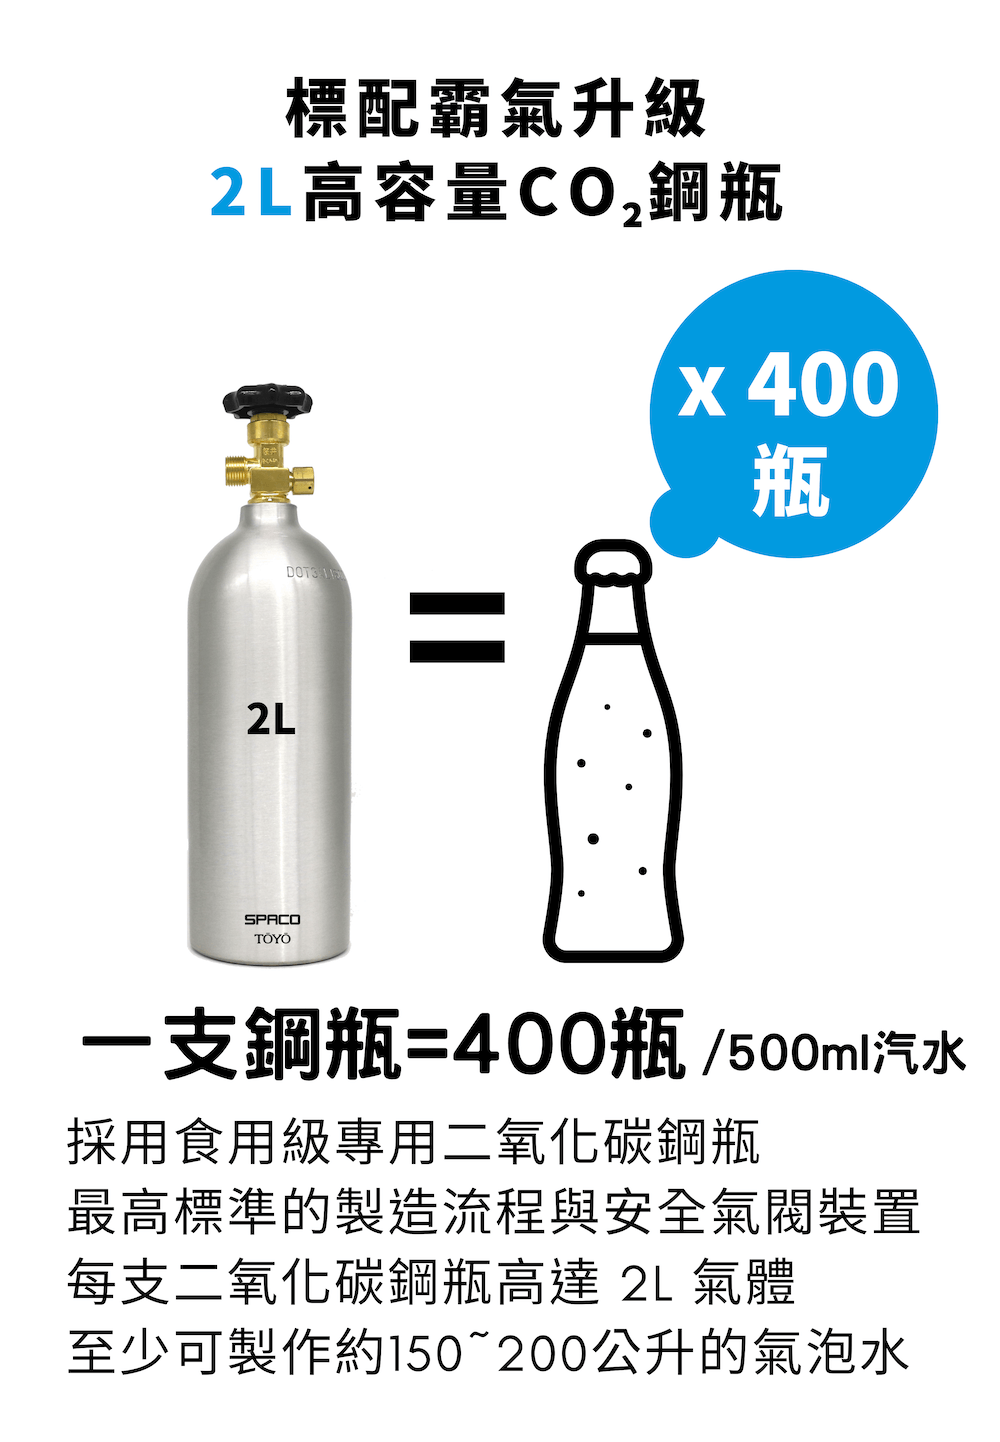 標配霸氣升級
2L高容量CO₂鋼瓶
x 400
瓶
2L
SPACO
TŌYŌ
一支鋼瓶=400瓶 /500ml汽水
採用食用級專用二氧化碳鋼瓶
最高標準的製造流程與安全氣閥裝置
每支二氧化碳鋼瓶高達 2L 氣體
至少可製作約150~200公升的氣泡水